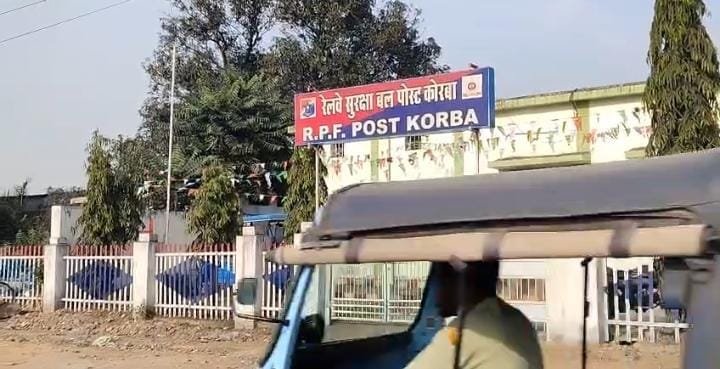 रेलवे सुरक्षा बल पोस्ट कोरबा
R.P.F. POST KORBA